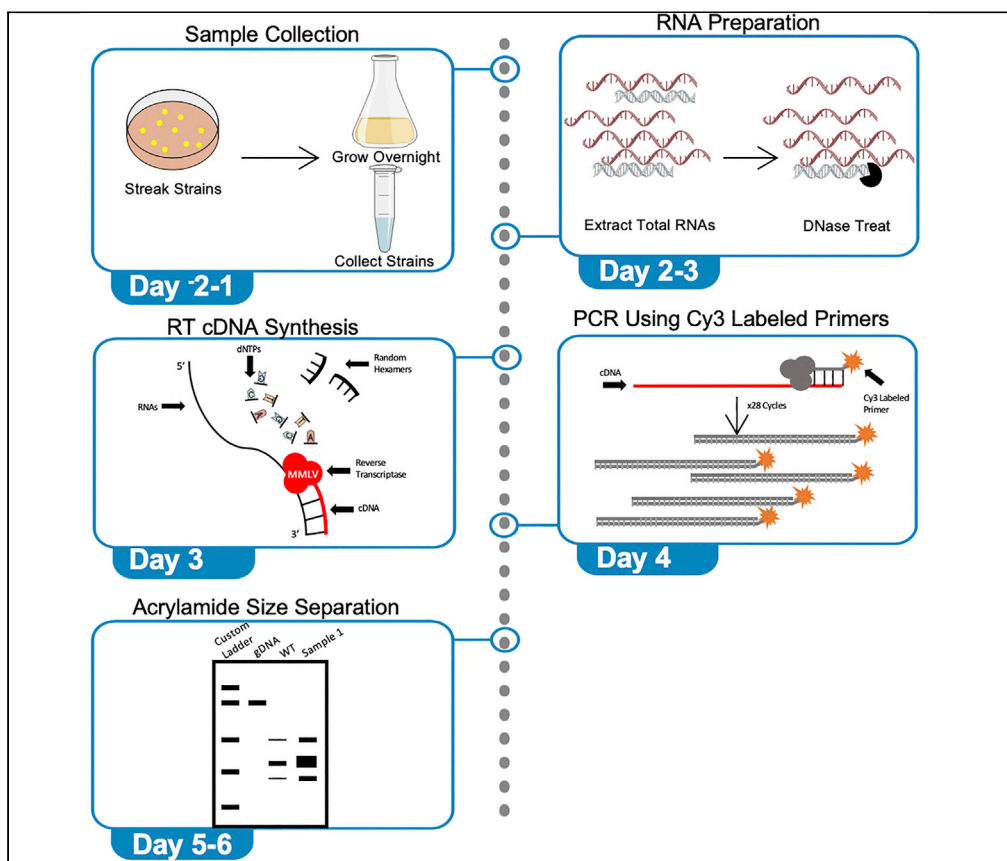 Sample Collection
Streak Strains
Grow Overnight
Collect Strains
Day -2-1
RNA Preparation
Extract Total RNAs
DNase Treat
Day 2-3
RT cDNA Synthesis
5’
dNTPs
Random
Hexamers
RNAs
A
MMLV
Reverse
Transcriptase
cDNA
3’
Day 3
PCR Using Cy3 Labeled Primers
cDNA
Cy3 Labeled
Primer
x28 Cycles
Day 4
Acrylamide Size Separation
Custom
Ladder
gDNA
WT
Sample 1
Day 5-6